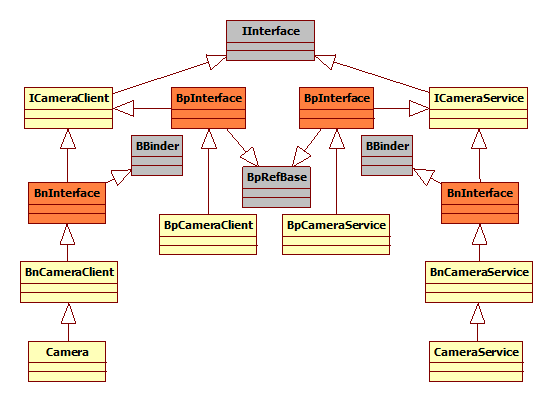 IInterface
ICameraClient
BpInterface
BpInterface
ICameraService
BBinder
BBinder
BpRefBase
BnInterface
BnInterface
BpCameraClient
BpCameraService
BnCameraClient
BnCameraService
Camera
CameraService